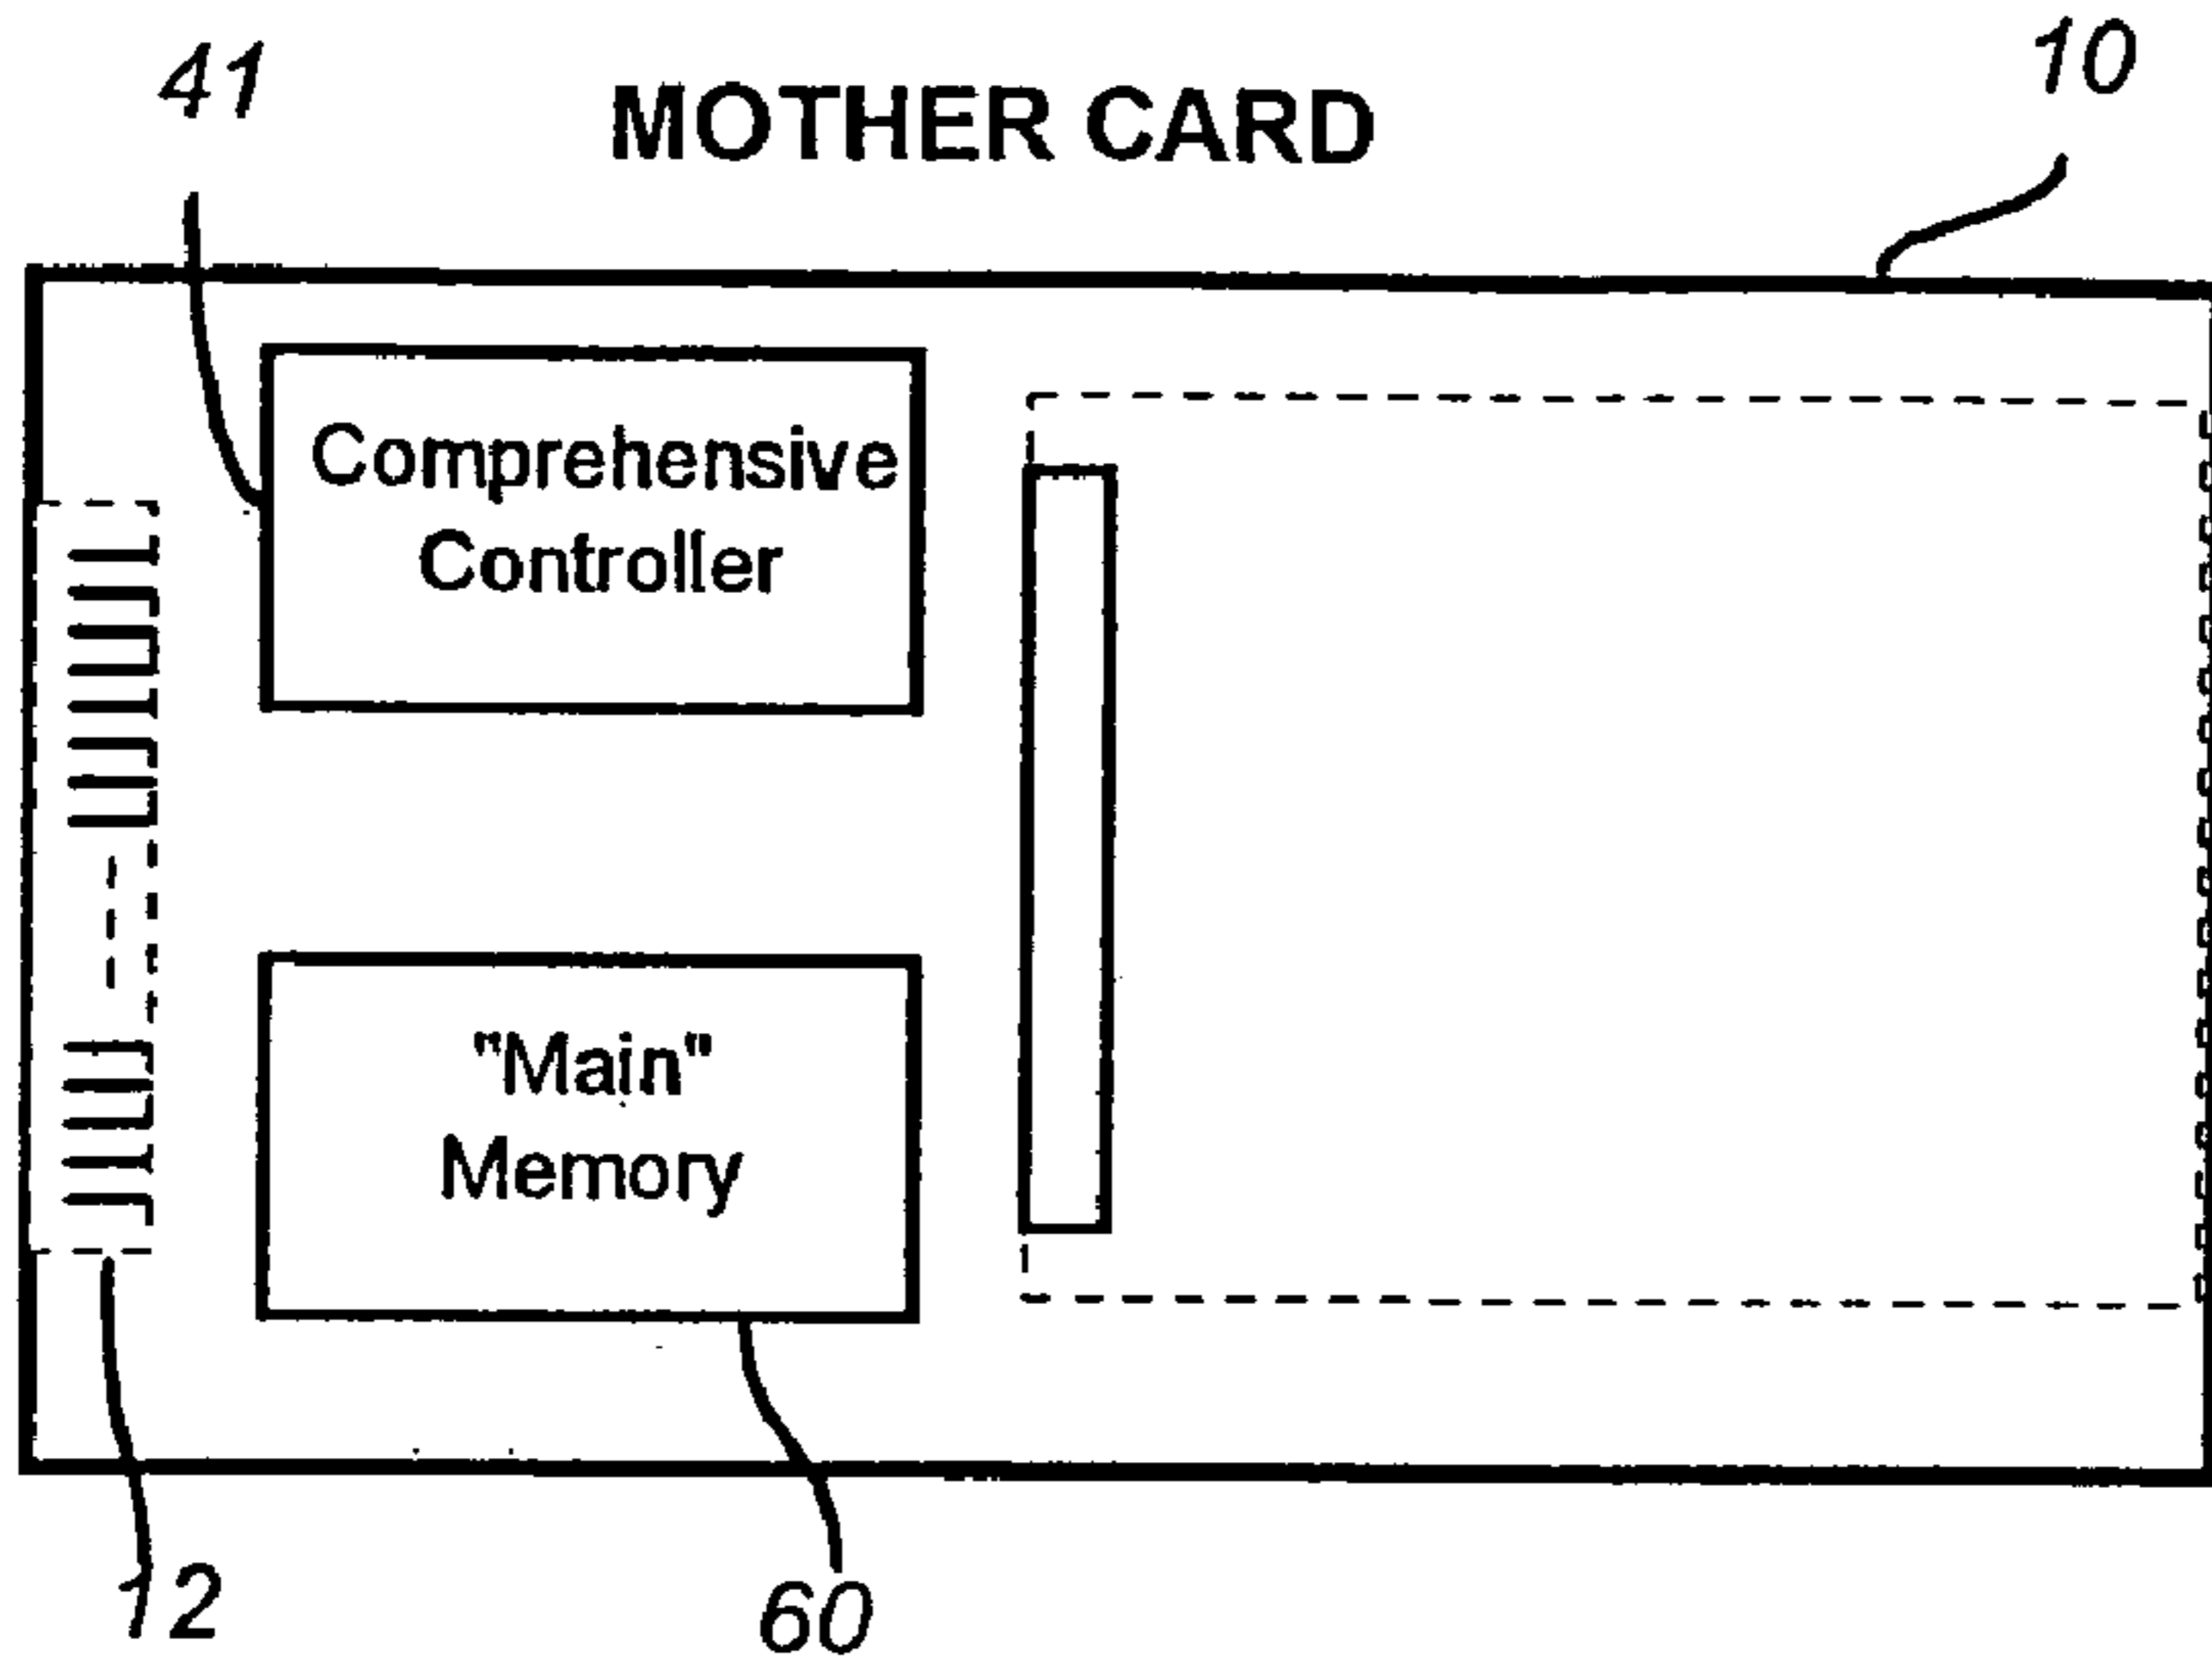 41
MOTHER CARD
10
Comprehensive
Controller
"Main"
Memory
12
60